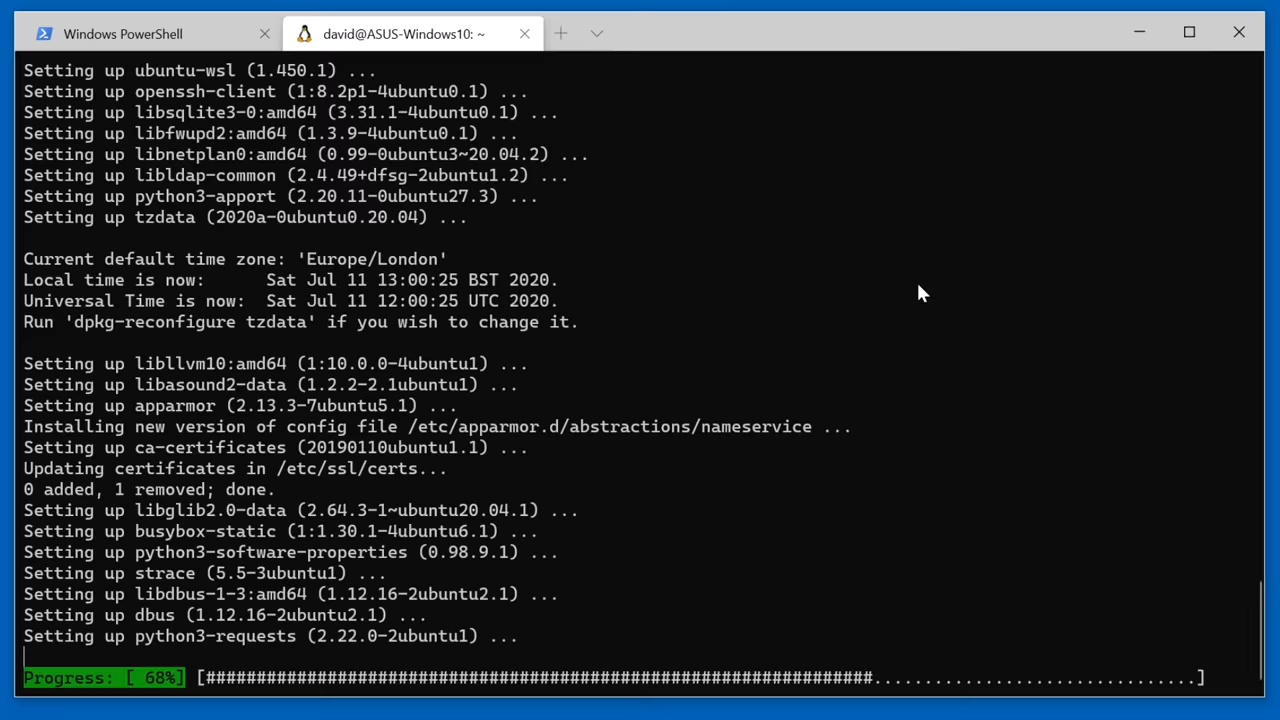 Windows PowerShell
david@ASUS-Windows10: ~
Setting up ubuntu-wsl (1.450.1) ...
Setting up openssh-client (1:8.2p1-4ubuntu0.1) ...
Setting up libsqlite3-0:amd64 (3.31.1-4ubuntu0.1) ...
Setting up libfwupd2:amd64 (1.3.9-4ubuntu0.1) ...
Setting up libnetplan0:amd64 (0.99-0ubuntu3~20.04.2) ...
Setting up libldap-common (2.4.49+dfsg-2ubuntu1.2) ...
Setting up python3-apport (2.20.11-0ubuntu27.3) ...
Setting up tzdata (2020a-0ubuntu0.20.04) ...
Current default time zone: 'Europe/London'
Local time is now:      Sat Jul 11 13:00:25 BST 2020.
Universal Time is now:  Sat Jul 11 12:00:25 UTC 2020.
Run 'dpkg-reconfigure tzdata' if you wish to change it.
Setting up libllvm10:amd64 (1:10.0.0-4ubuntu1) ...
Setting up libasound2-data (1.2.2-2.1ubuntu1) ...
Setting up apparmor (2.13.3-7ubuntu5.1) ...
Installing new version of config file /etc/apparmor.d/abstractions/nameservice ...
Setting up ca-certificates (20190110ubuntu1.1) ...
Updating certificates in /etc/ssl/certs...
0 added, 1 removed; done.
Setting up libglib2.0-data (2.64.3-1~ubuntu20.04.1) ...
Setting up busybox-static (1:1.30.1-4ubuntu6.1) ...
Setting up python3-software-properties (0.98.9.1) ...
Setting up strace (5.5-3ubuntu1) ...
Setting up libdbus-1-3:amd64 (1.12.16-2ubuntu2.1) ...
Setting up dbus (1.12.16-2ubuntu2.1) ...
Setting up python3-requests (2.22.0-2ubuntu1) ...
Progress: [ 68%] [##################################################################................................]